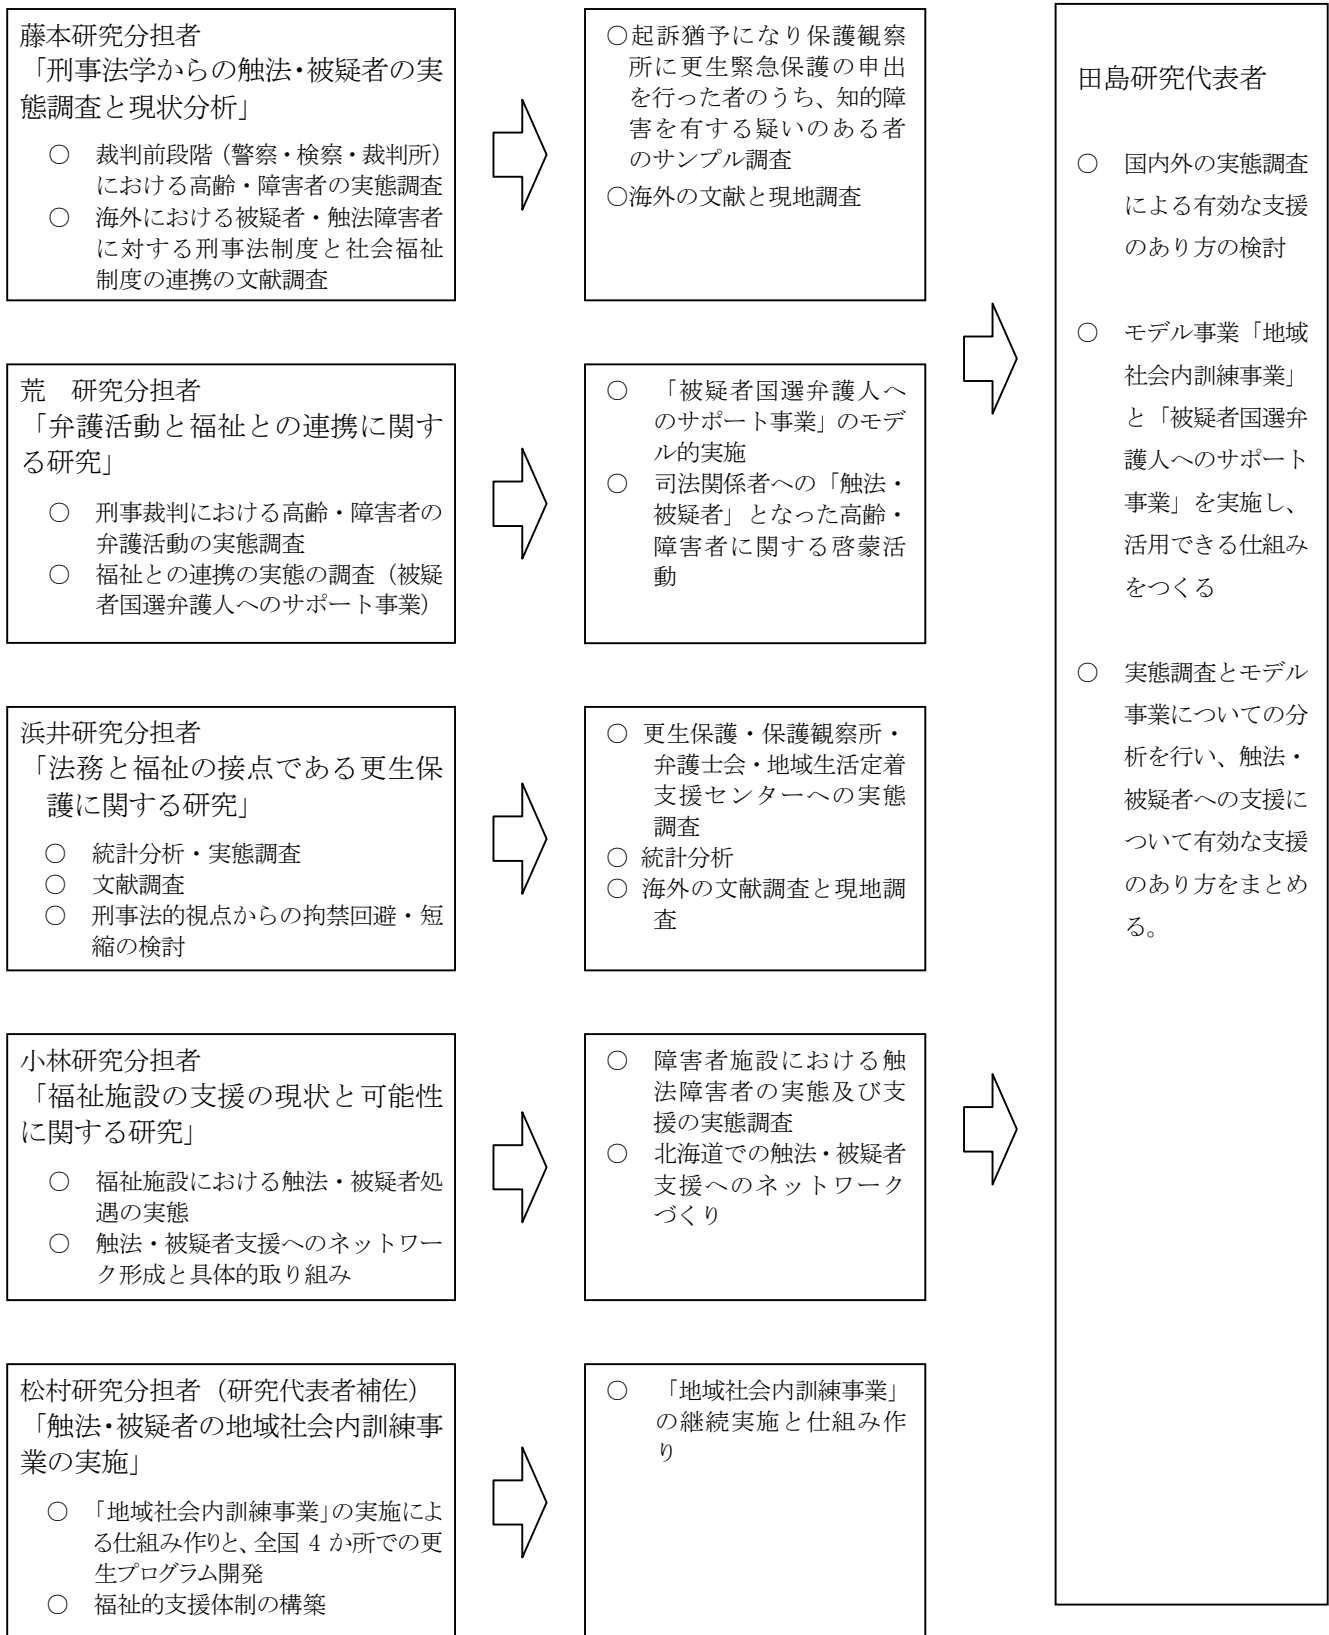 藤本研究分担者
「刑事法学からの触法・被疑者の実
態調査と現状分析」
○ 裁判前段階（警察・検察・裁判所）
における高齢・障害者の実態調査
○ 海外における被疑者・触法障害者
に対する刑事法制度と社会福祉
制度の連携の文献調査
○起訴猶予になり保護観察
所に更生緊急保護の申出
を行った者のうち、知的障
害を有する疑いのある者
のサンプル調査
○海外の文献と現地調査
荒　研究分担者
「弁護活動と福祉との連携に関す
る研究」
○ 刑事裁判における高齢・障害者の
弁護活動の実態調査
○ 福祉との連携の実態の調査（被疑
者国選弁護人へのサポート事業）
○ 「被疑者国選弁護人へ
のサポート事業」のモデ
ル的実施
○ 司法関係者への「触法・
被疑者」となった高齢・
障害者に関する啓蒙活
動
浜井研究分担者
「法務と福祉の接点である更生保
護に関する研究」
○ 統計分析・実態調査
○ 文献調査
○ 刑事法的視点からの拘禁回避・短
縮の検討
○ 更生保護・保護観察所・
弁護士会・地域生活定着
支援センターへの実態
調査
○ 統計分析
○ 海外の文献調査と現地調
査
小林研究分担者
「福祉施設の支援の現状と可能性
に関する研究」
○ 福祉施設における触法・被疑者処
遇の実態
○ 触法・被疑者支援へのネットワー
ク形成と具体的取り組み
○ 障害者施設における触
法障害者の実態及び支
援の実態調査
○ 北海道での触法・被疑者
支援へのネットワーク
づくり
松村研究分担者（研究代表者補佐）
「触法・被疑者の地域社会内訓練事
業の実施」
○ 「地域社会内訓練事業」の実施によ
る仕組み作りと、全国 4 か所での更
生プログラム開発
○ 福祉的支援体制の構築
○ 「地域社会内訓練事業」
の継続実施と仕組み作
り
田島研究代表者
○ 国内外の実態調査
による有効な支援
のあり方の検討
○ モデル事業「地域
社会内訓練事業」
と「被疑者国選弁
護人へのサポート
事業」を実施し、
活用できる仕組み
をつくる
○ 実態調査とモデル
事業についての分
析を行い、触法・
被疑者への支援に
ついて有効な支援
のあり方をまとめ
る。